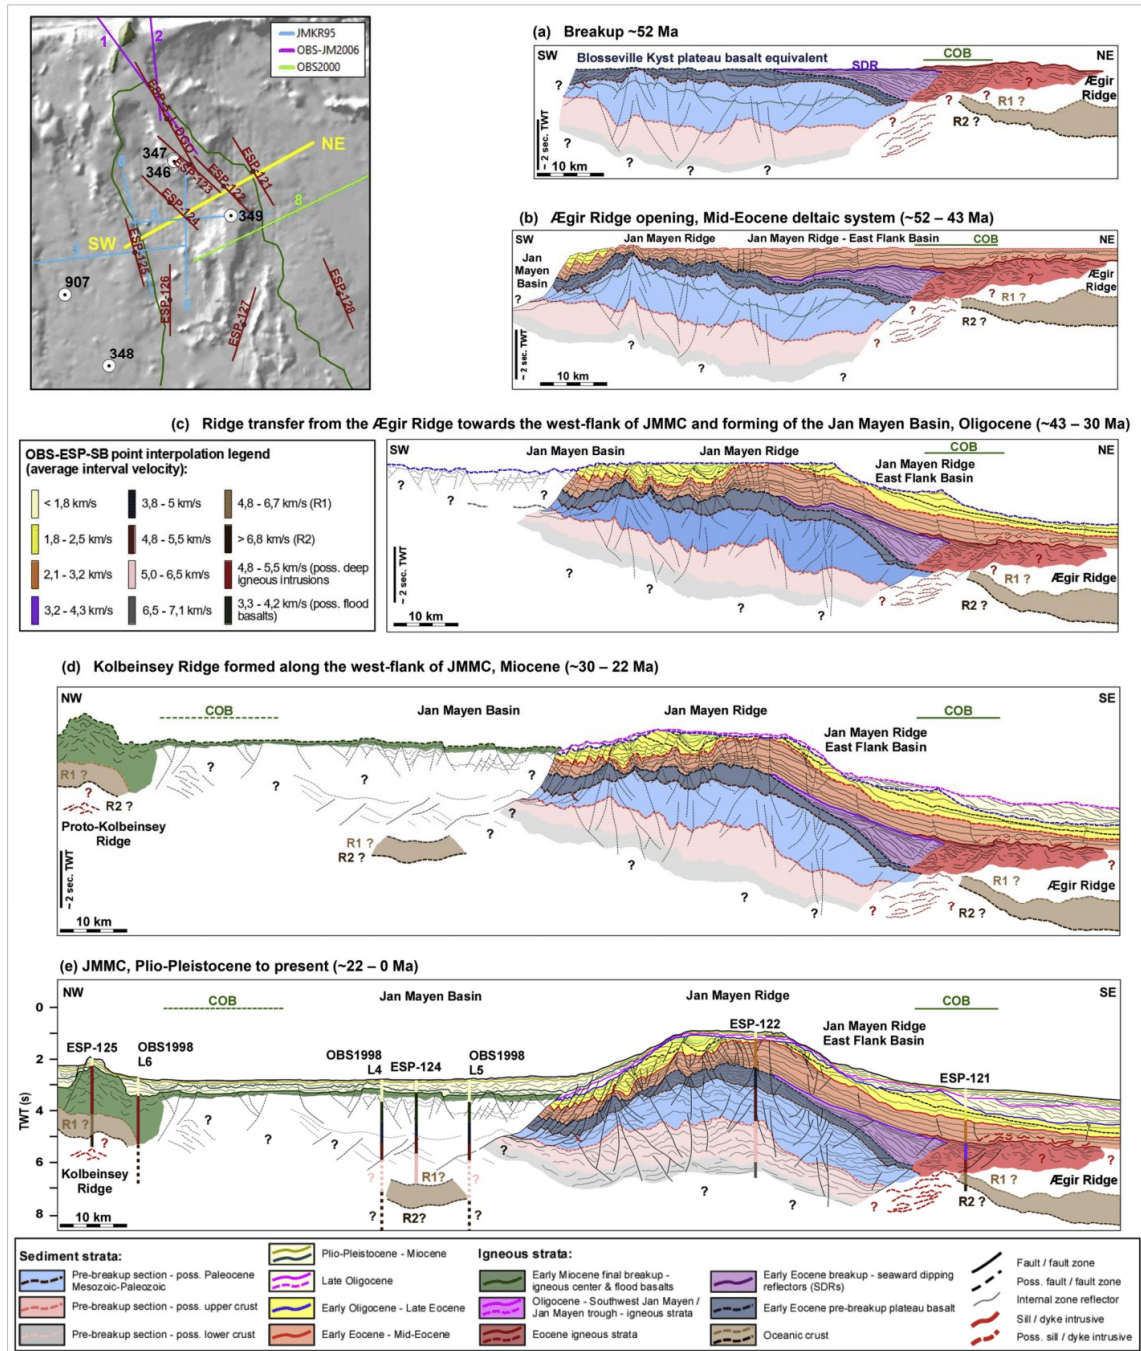 JMKR95
OBS-JM2006
OBS2000
1
2
NE
347
346
ESP-123
ESP-122
ESP-121
ESP-124
349
8
SW
5
ESP-125
907
ESP-126
ESP-127
ESP-128
348
(a) Breakup ~52 Ma
SW
COB
NE
Blosseville Kyst plateau basalt equivalent
SDR
Ægir
Ridge
?
R1 ?
R2 ?
~ 2 sec. TWT
10 km
(b) Ægir Ridge opening, Mid-Eocene deltaic system (~52 – 43 Ma)
SW
Jan Mayen Ridge
Jan Mayen Ridge - East Flank Basin
COB
NE
Jan
Mayen
Basin
Ægir
Ridge
?
R1 ?
R2 ?
~ 2 sec. TWT
10 km
(c) Ridge transfer from the Ægir Ridge towards the west-flank of JMMC and forming of the Jan Mayen Basin, Oligocene (~43 – 30 Ma)
SW
Jan Mayen Basin
Jan Mayen Ridge
COB
NE
Jan Mayen Ridge
East Flank Basin
?
R1 ?
Ægir Ridge
R2 ?
~ 2 sec. TWT
10 km
OBS-ESP-SB point interpolation legend
(average interval velocity):
< 1,8 km/s
3,8 - 5 km/s
4,8 - 6,7 km/s (R1)
1,8 - 2,5 km/s
4,8 - 5,5 km/s
> 6,8 km/s (R2)
2,1 - 3,2 km/s
5,0 - 6,5 km/s
4,8 - 5,5 km/s (poss. deep
igneous intrusions
3,2 - 4,3 km/s
6,5 - 7,1 km/s
3,3 - 4,2 km/s (poss. flood
basalts)
(d) Kolbeinsey Ridge formed along the west-flank of JMMC, Miocene (~30 – 22 Ma)
NW
COB
Jan Mayen Basin
Jan Mayen Ridge
COB
SE
Jan Mayen Ridge
East Flank Basin
R1 ?
?
R2 ?
Proto-Kolbeinsey
Ridge
R1 ?
R2 ?
R1 ?
Ægir Ridge
R2 ?
~ 2 sec. TWT
10 km
(e) JMMC, Plio-Pleistocene to present (~22 – 0 Ma)
NW
COB
Jan Mayen Basin
Jan Mayen Ridge
COB
SE
ESP-122
Jan Mayen Ridge
East Flank Basin
ESP-125
OBS1998
L6
OBS1998
L4
ESP-124
OBS1998
L5
ESP-121
TWT (s)
0
2
4
6
8
R1 ?
?
Kolbeinsey
Ridge
R1?
R2?
R1 ?
Ægir Ridge
R2 ?
10 km
Sediment strata:
Pre-breakup section - poss. Paleocene
Mesozoic-Paleozoic
Pre-breakup section - poss. upper crust
Pre-breakup section - poss. lower crust
Plio-Pleistocene - Miocene
Late Oligocene
Early Oligocene - Late Eocene
Early Eocene - Mid-Eocene
Igneous strata:
Early Miocene final breakup -
igneous center & flood basalts
Oligocene - Southwest Jan Mayen /
Jan Mayen trough - igneous strata
Eocene igneous strata
Early Eocene breakup - seaward dipping
reflectors (SDRs)
Early Eocene pre-breakup plateau basalt
Oceanic crust
Fault / fault zone
Poss. fault / fault zone
Internal zone reflector
Sill / dyke intrusive
Poss. sill / dyke intrusive